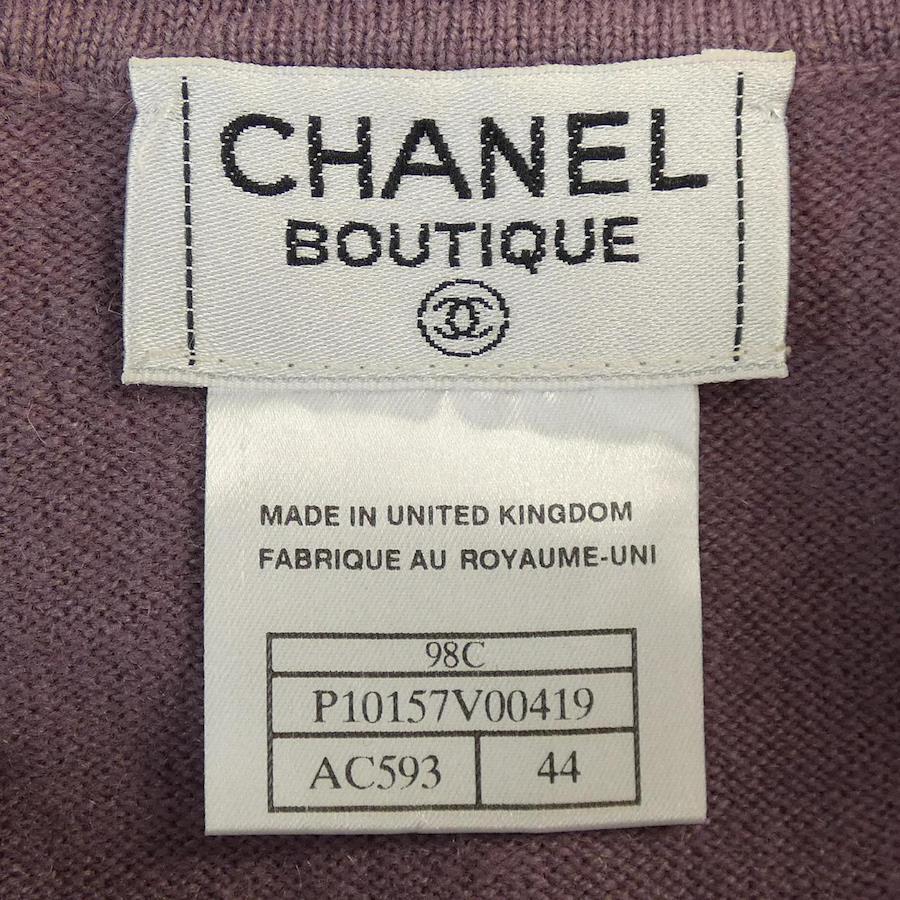 CHANEL
BOUTIQUE
MADE IN UNITED KINGDOM
FABRIQUE AU ROYAUME-UNI
98C
P10157V00419
AC593 44